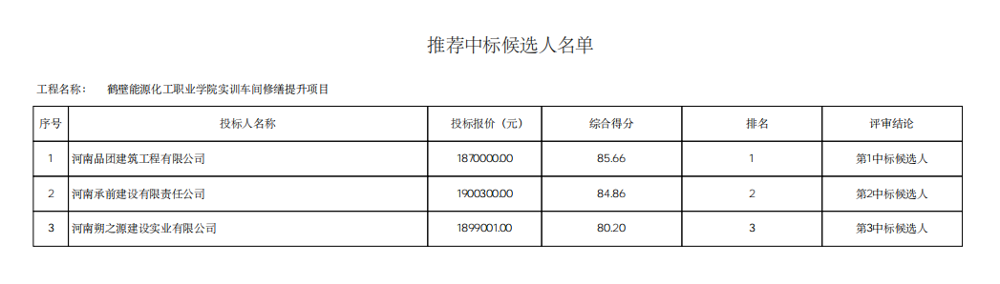 推荐中标候选人名单
工程名称： 鹤壁能源化工职业学院实训车间修缮提升项目
序号 投标人名称 投标报价（元） 综合得分 排名 评审结论
1 河南品团建筑工程有限公司 1870000.00 85.66 1 第1中标候选人
2 河南承前建设有限责任公司 1900300.00 84.86 2 第2中标候选人
3 河南朔之源建设实业有限公司 1899001.00 80.20 3 第3中标候选人